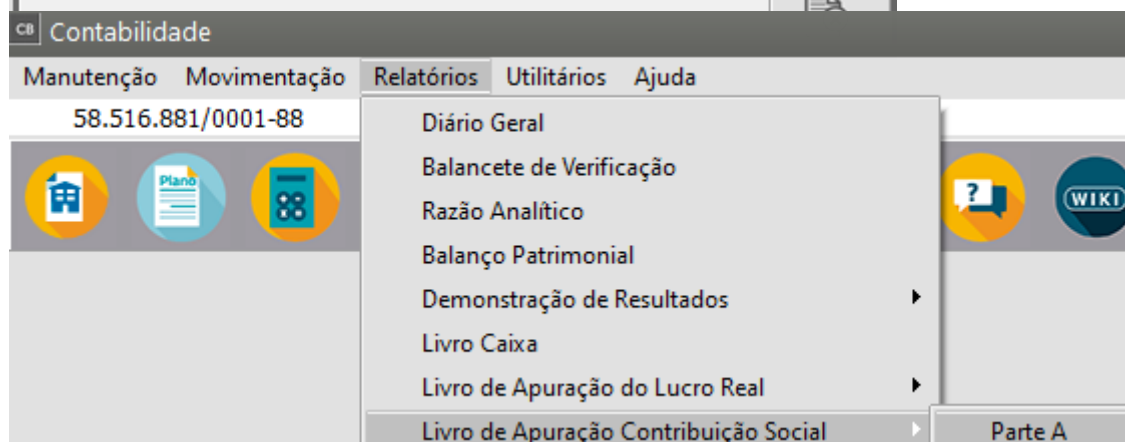 CB Contabilidade
Manutenção Movimentação Relatórios Utilitários Ajuda
58.516.881/0001-88
Diário Geral
Balancete de Verificação
Plano
?
WIKI
Razão Analítico
Balanço Patrimonial
Demonstração de Resultados
Livro Caixa
Livro de Apuração do Lucro Real
Livro de Apuração Contribuição Social Parte A